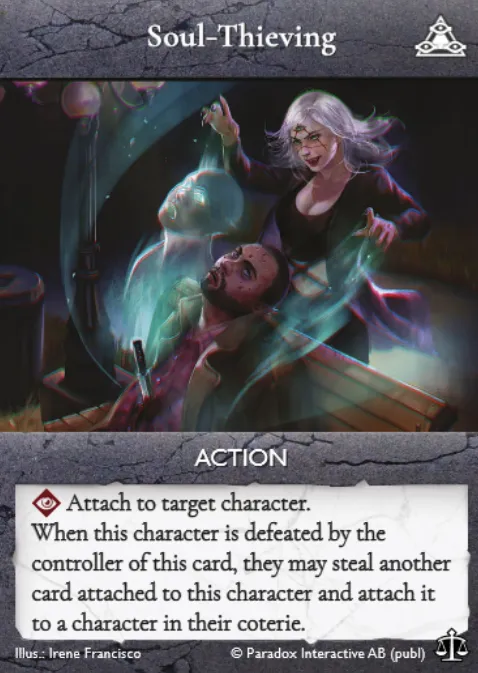 Soul-Thieving
ACTION
Attach to target character.
When this character is defeated by the
controller of this card, they may steal another
card attached to this character and attach it
to a character in their coterie.
Illus.: Irene Francisco © Paradox Interactive AB (publ)